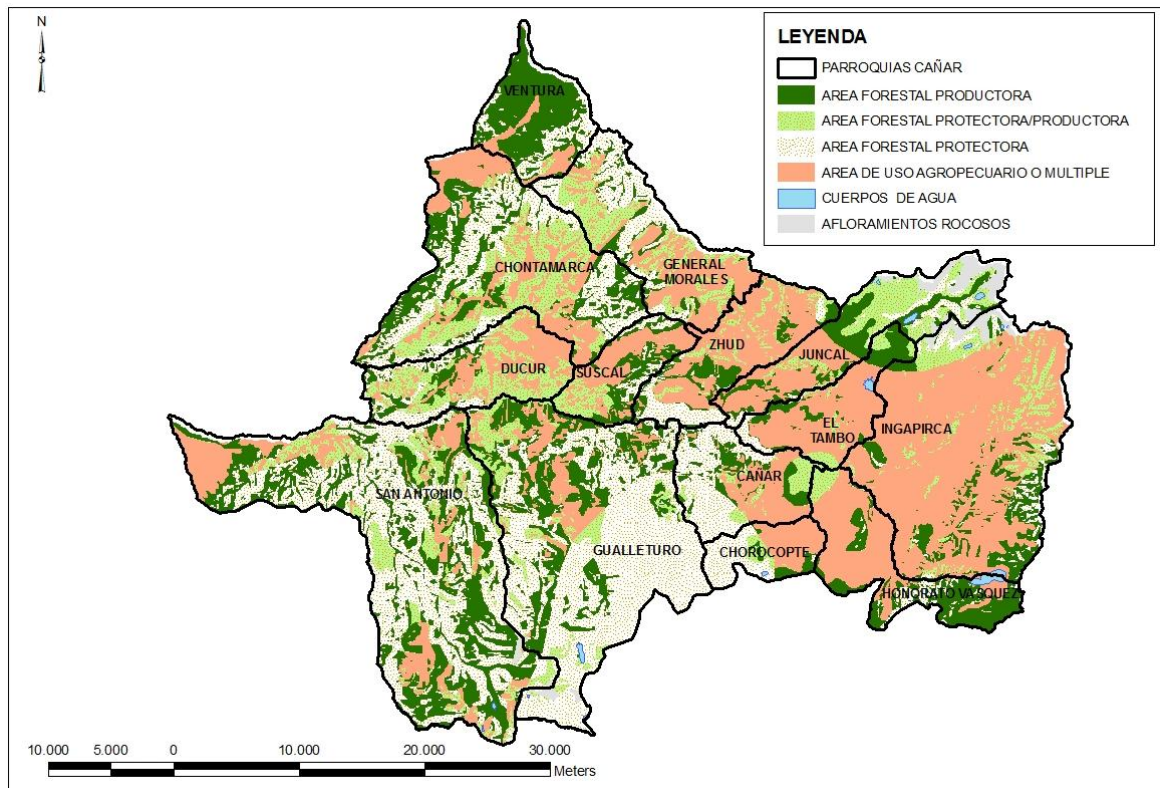 N
LEYENDA
PARROQUIAS CAÑAR
AREA FORESTAL PRODUCTORA
AREA FORESTAL PROTECTORA/PRODUCTORA
AREA FORESTAL PROTECTORA
AREA DE USO AGROPECUARIO O MULTIPLE
CUERPOS DE AGUA
AFLORAMIENTOS ROCOSOS
VENTURA
CHONTAMARCA
GENERAL
MORALES
ZHUD
JUNCAL
DUCUR
SUSCAL
EL
TAMBO
INGAPIRCA
CAÑAR
SAN ANTONIO
GUALLETURO
CHOROCOPTE
HONORATO VASQUEZ
10.000 5.000 0 10.000 20.000 30.000
Meters